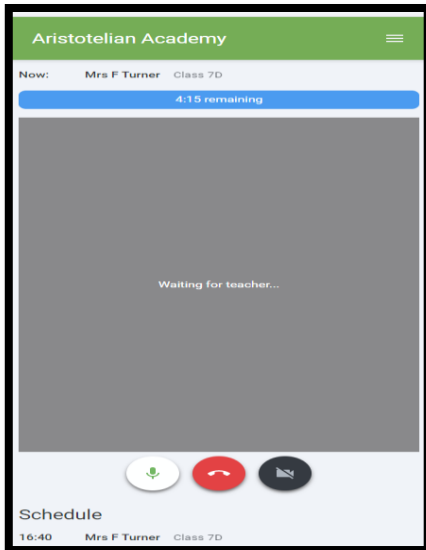 Aristotelian Academy
Now: Mrs F Turner Class 7D
4:15 remaining
Waiting for teacher...
Schedule
16:40 Mrs F Turner Class 7D